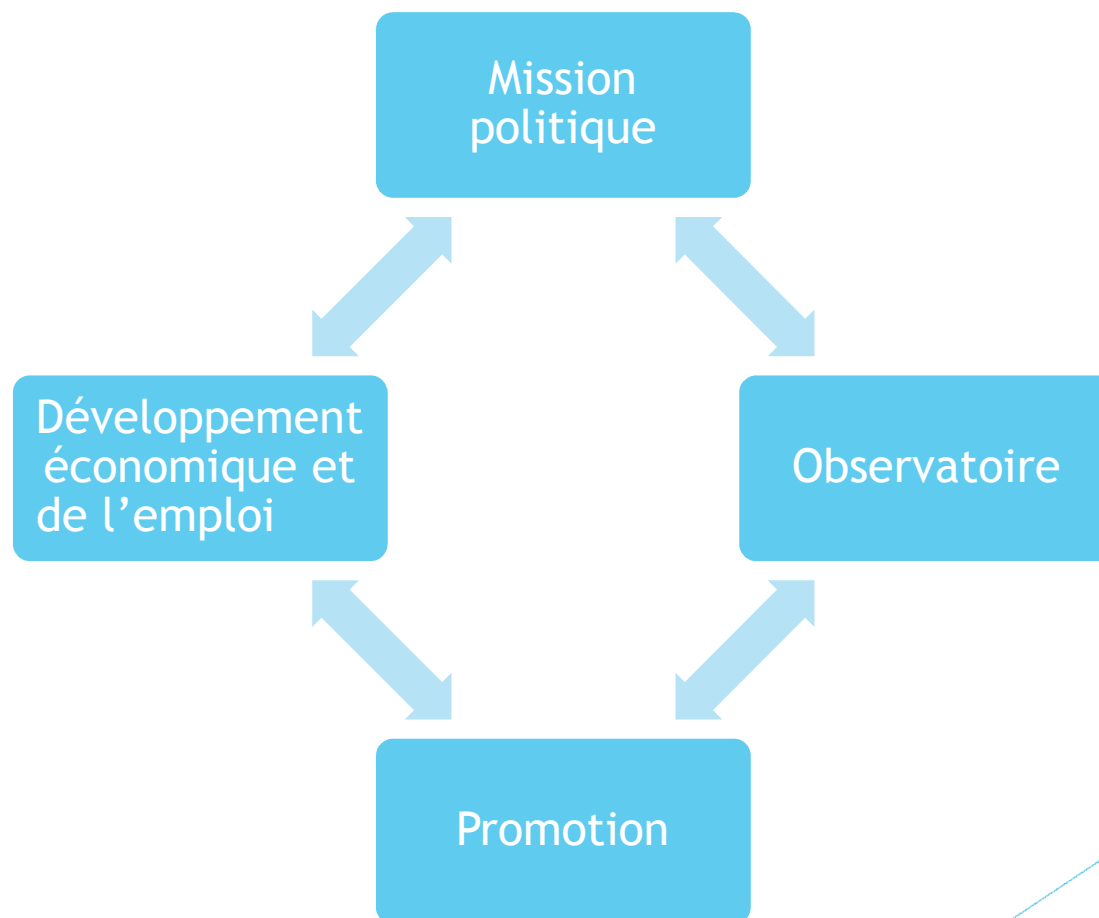 Mission
politique
Développement
économique et
de l’emploi
Observatoire
Promotion